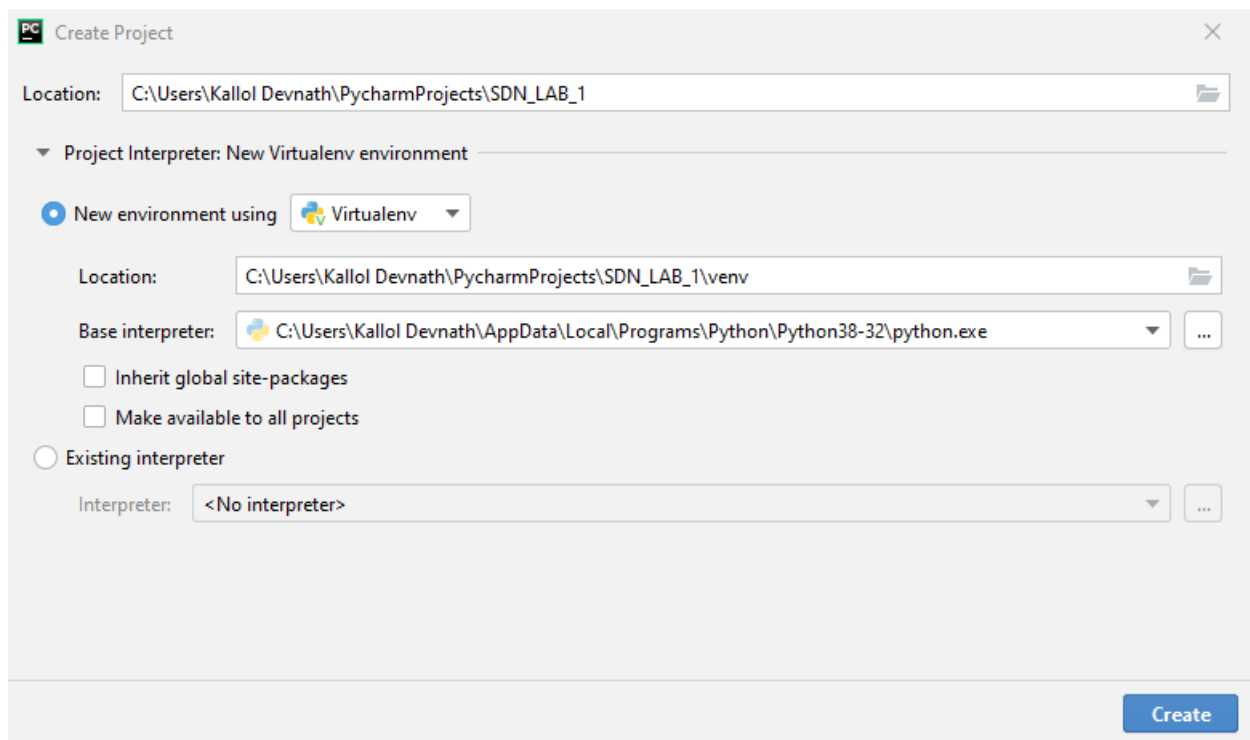 PC Create Project
Location: C:\Users\Kallol Devnath\PycharmProjects\SDN_LAB_1
Project Interpreter: New Virtualenv environment
New environment using Virtualenv
Location: C:\Users\Kallol Devnath\PycharmProjects\SDN_LAB_1\venv
Base interpreter: C:\Users\Kallol Devnath\AppData\Local\Programs\Python\Python38-32\python.exe ...
Inherit global site-packages
Make available to all projects
Existing interpreter
Interpreter: <No interpreter> ...
Create